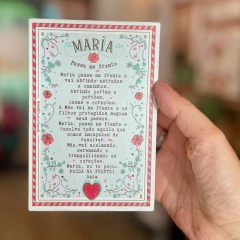 MARIA
Passa na frente
Maria passa na frente e
vai abrindo estradas
e caminhos.
Abrindo portas e
portões.
casas e corações.
A Mãe vai na frente e os
filhos protegidos seguem
seus passos.
Maria, passa na frente e
resolve tudo aquilo que
somos incapazes de
resolver.
Mãe, vai acalmando,
serenando e
tranquilizando os
corações.
Maria, eu te peço:
PASSA NA FRENTE!